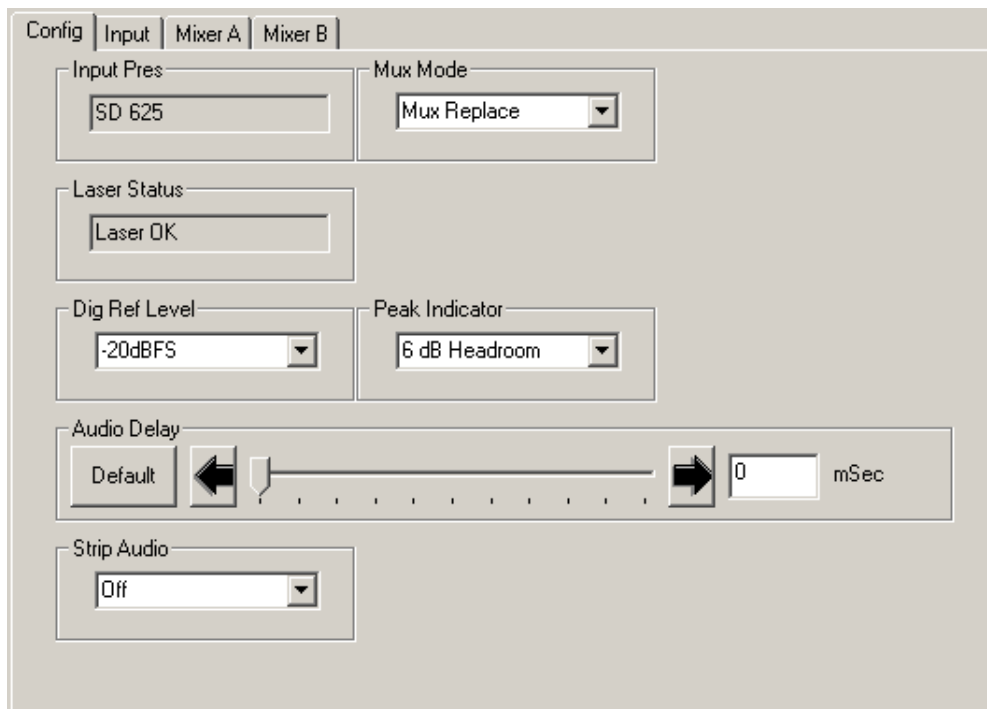 Config Input Mixer A Mixer B
Input Pres
SD 625
Mux Mode
Mux Replace
Laser Status
Laser OK
Dig Ref Level
-20dBFS
Peak Indicator
6 dB Headroom
Audio Delay
Default 0 mSec
Strip Audio
Off